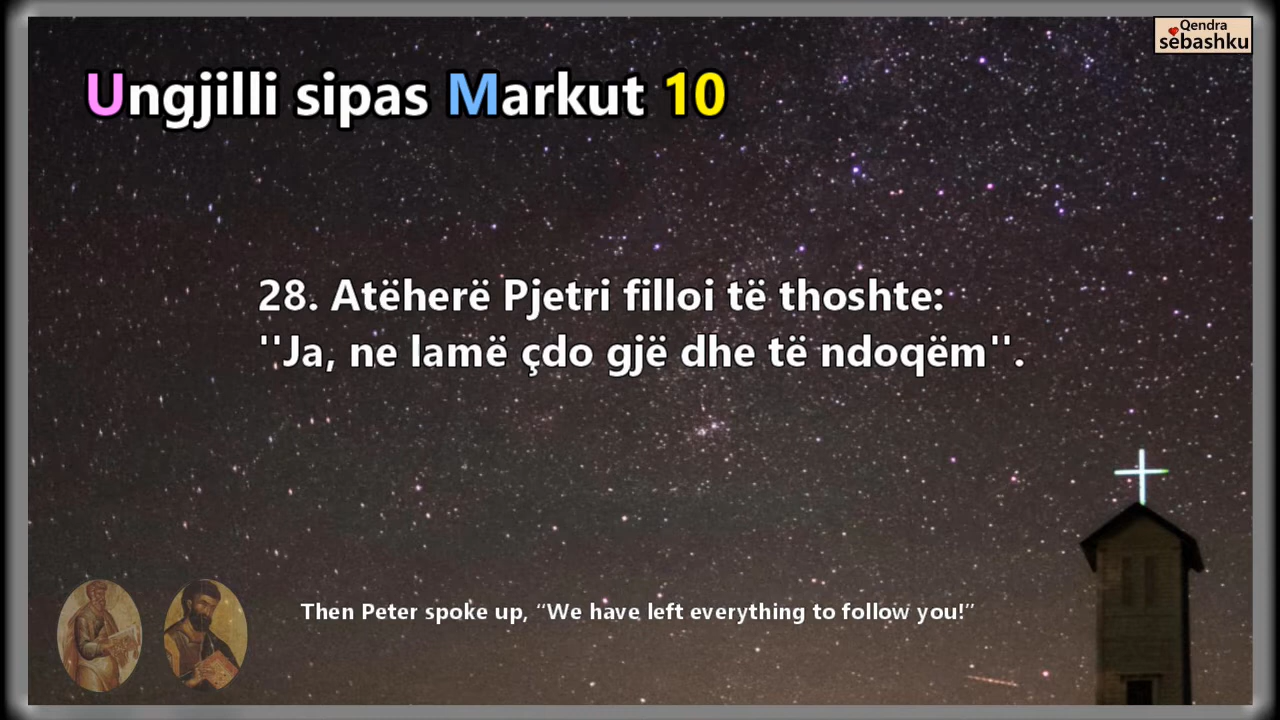 Qendra
sëbashku
Ungjilli sipas Markut 10
28. Atëherë Pjetri filloi të thoshte:
''Ja, ne lamë çdo gjë dhe të ndoqëm''.
Then Peter spoke up, “We have left everything to follow you!”